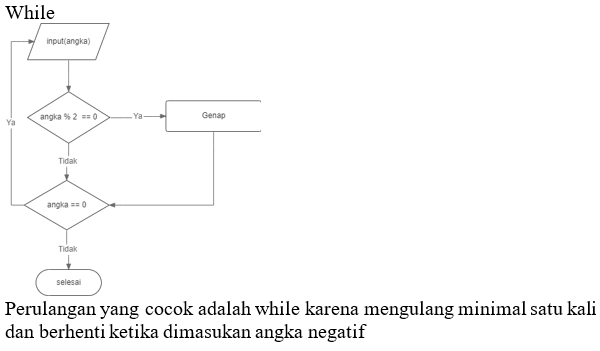 While
input(angka)
angka % 2 == 0
Ya
Genap
Ya
Tidak
angka == 0
Tidak
selesai
Perulangan yang cocok adalah while karena mengulang minimal satu kali
dan berhenti ketika dimasukan angka negatif